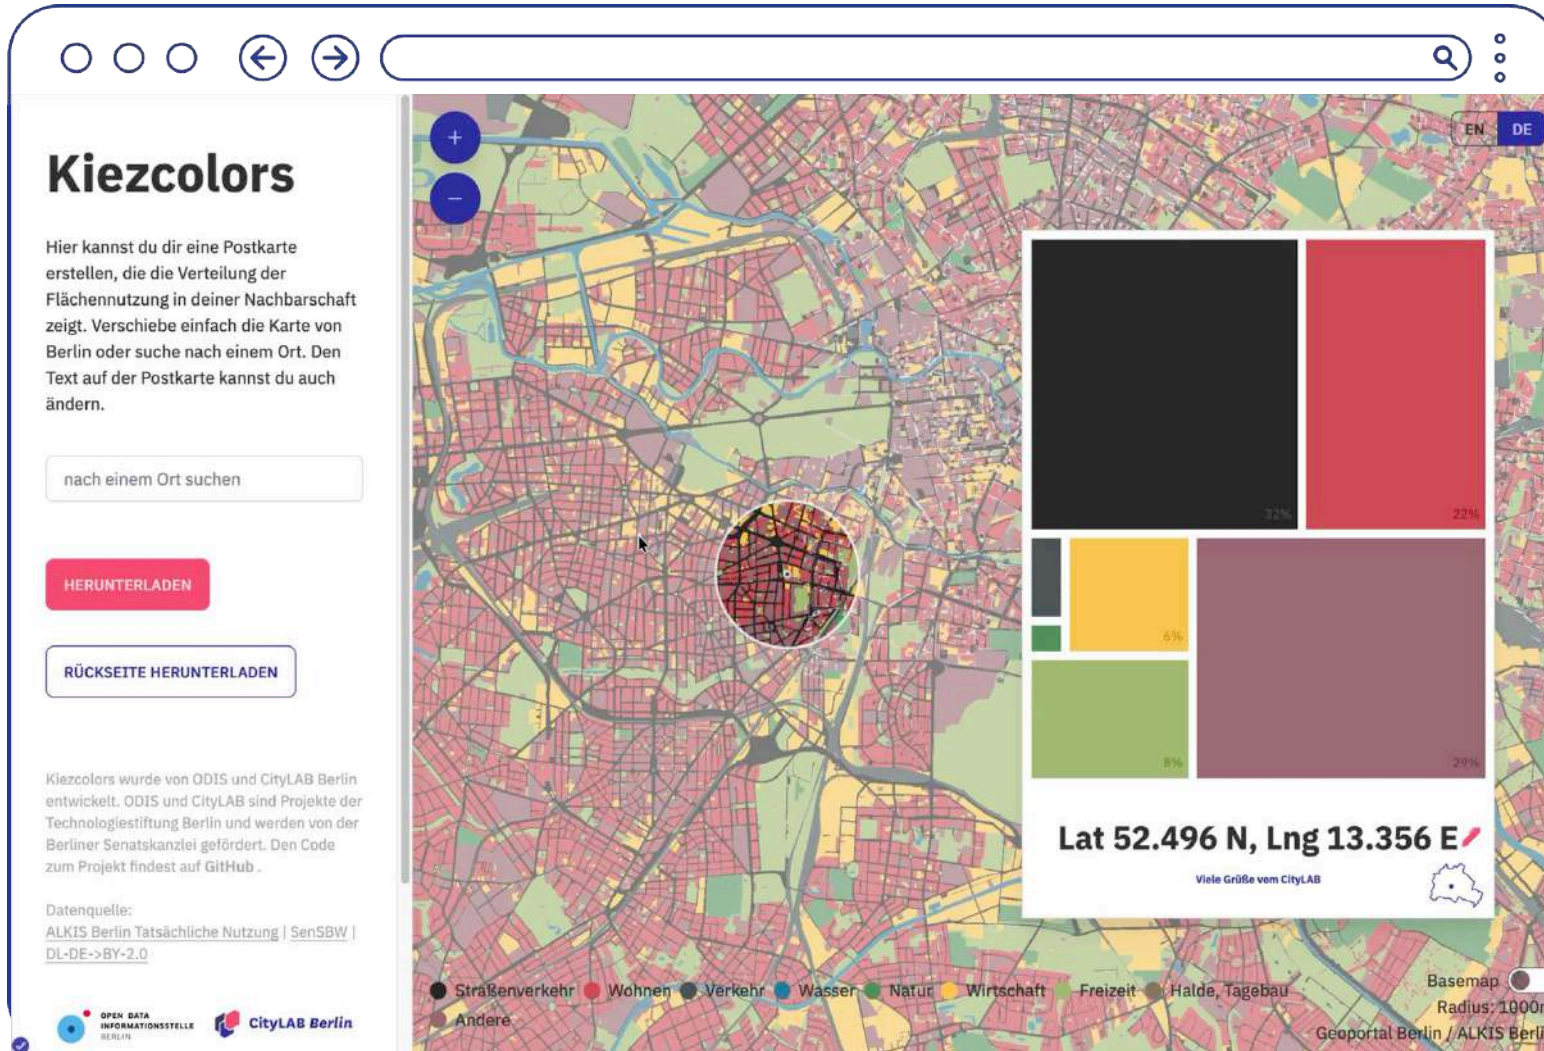 Kiezcolors
Hier kannst du dir eine Postkarte
erstellen, die die Verteilung der
Flächennutzung in deiner Nachbarschaft
zeigt. Verschiebe einfach die Karte von
Berlin oder suche nach einem Ort. Den
Text auf der Postkarte kannst du auch
ändern.
nach einem Ort suchen
HERUNTERLADEN
RÜCKSEITE HERUNTERLADEN
Kiezcolors wurde von ODIS und CityLAB Berlin
entwickelt. ODIS und CityLAB sind Projekte der
Technologiestiftung Berlin und werden von der
Berliner Senatskanzlei gefördert. Den Code
zum Projekt findest auf GitHub .
Datenquelle:
ALKIS Berlin Tatsächliche Nutzung | SenSBW |
DL-DE->BY-2.0
OPEN DATA
INFORMATIONSSTELLE
BERLIN
CityLAB Berlin
+
−
EN DE
32%
22%
6%
8%
29%
Lat 52.496 N, Lng 13.356 E
Viele Grüße vom CityLAB
Straßenverkehr Wohnen Verkehr Wasser Natur Wirtschaft Freizeit Halde, Tagebau
Andere
Basemap
Radius: 1000m
Geoportal Berlin / ALKIS Berli